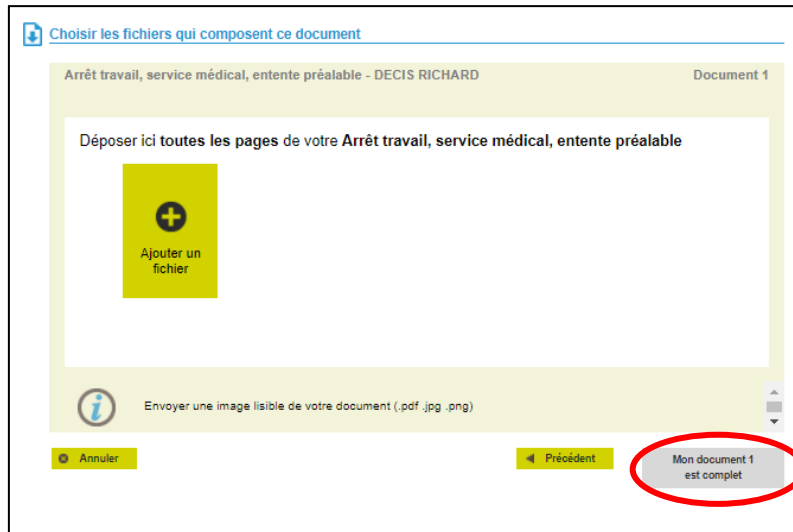 Choisir les fichiers qui composent ce document
Arrêt travail, service médical, entente préalable - DECIS RICHARD Document 1
Déposer ici toutes les pages de votre Arrêt travail, service médical, entente préalable
Ajouter un
fichier
Envoyer une image lisible de votre document (.pdf .jpg .png)
Annuler
Précédent
Mon document 1
est complet